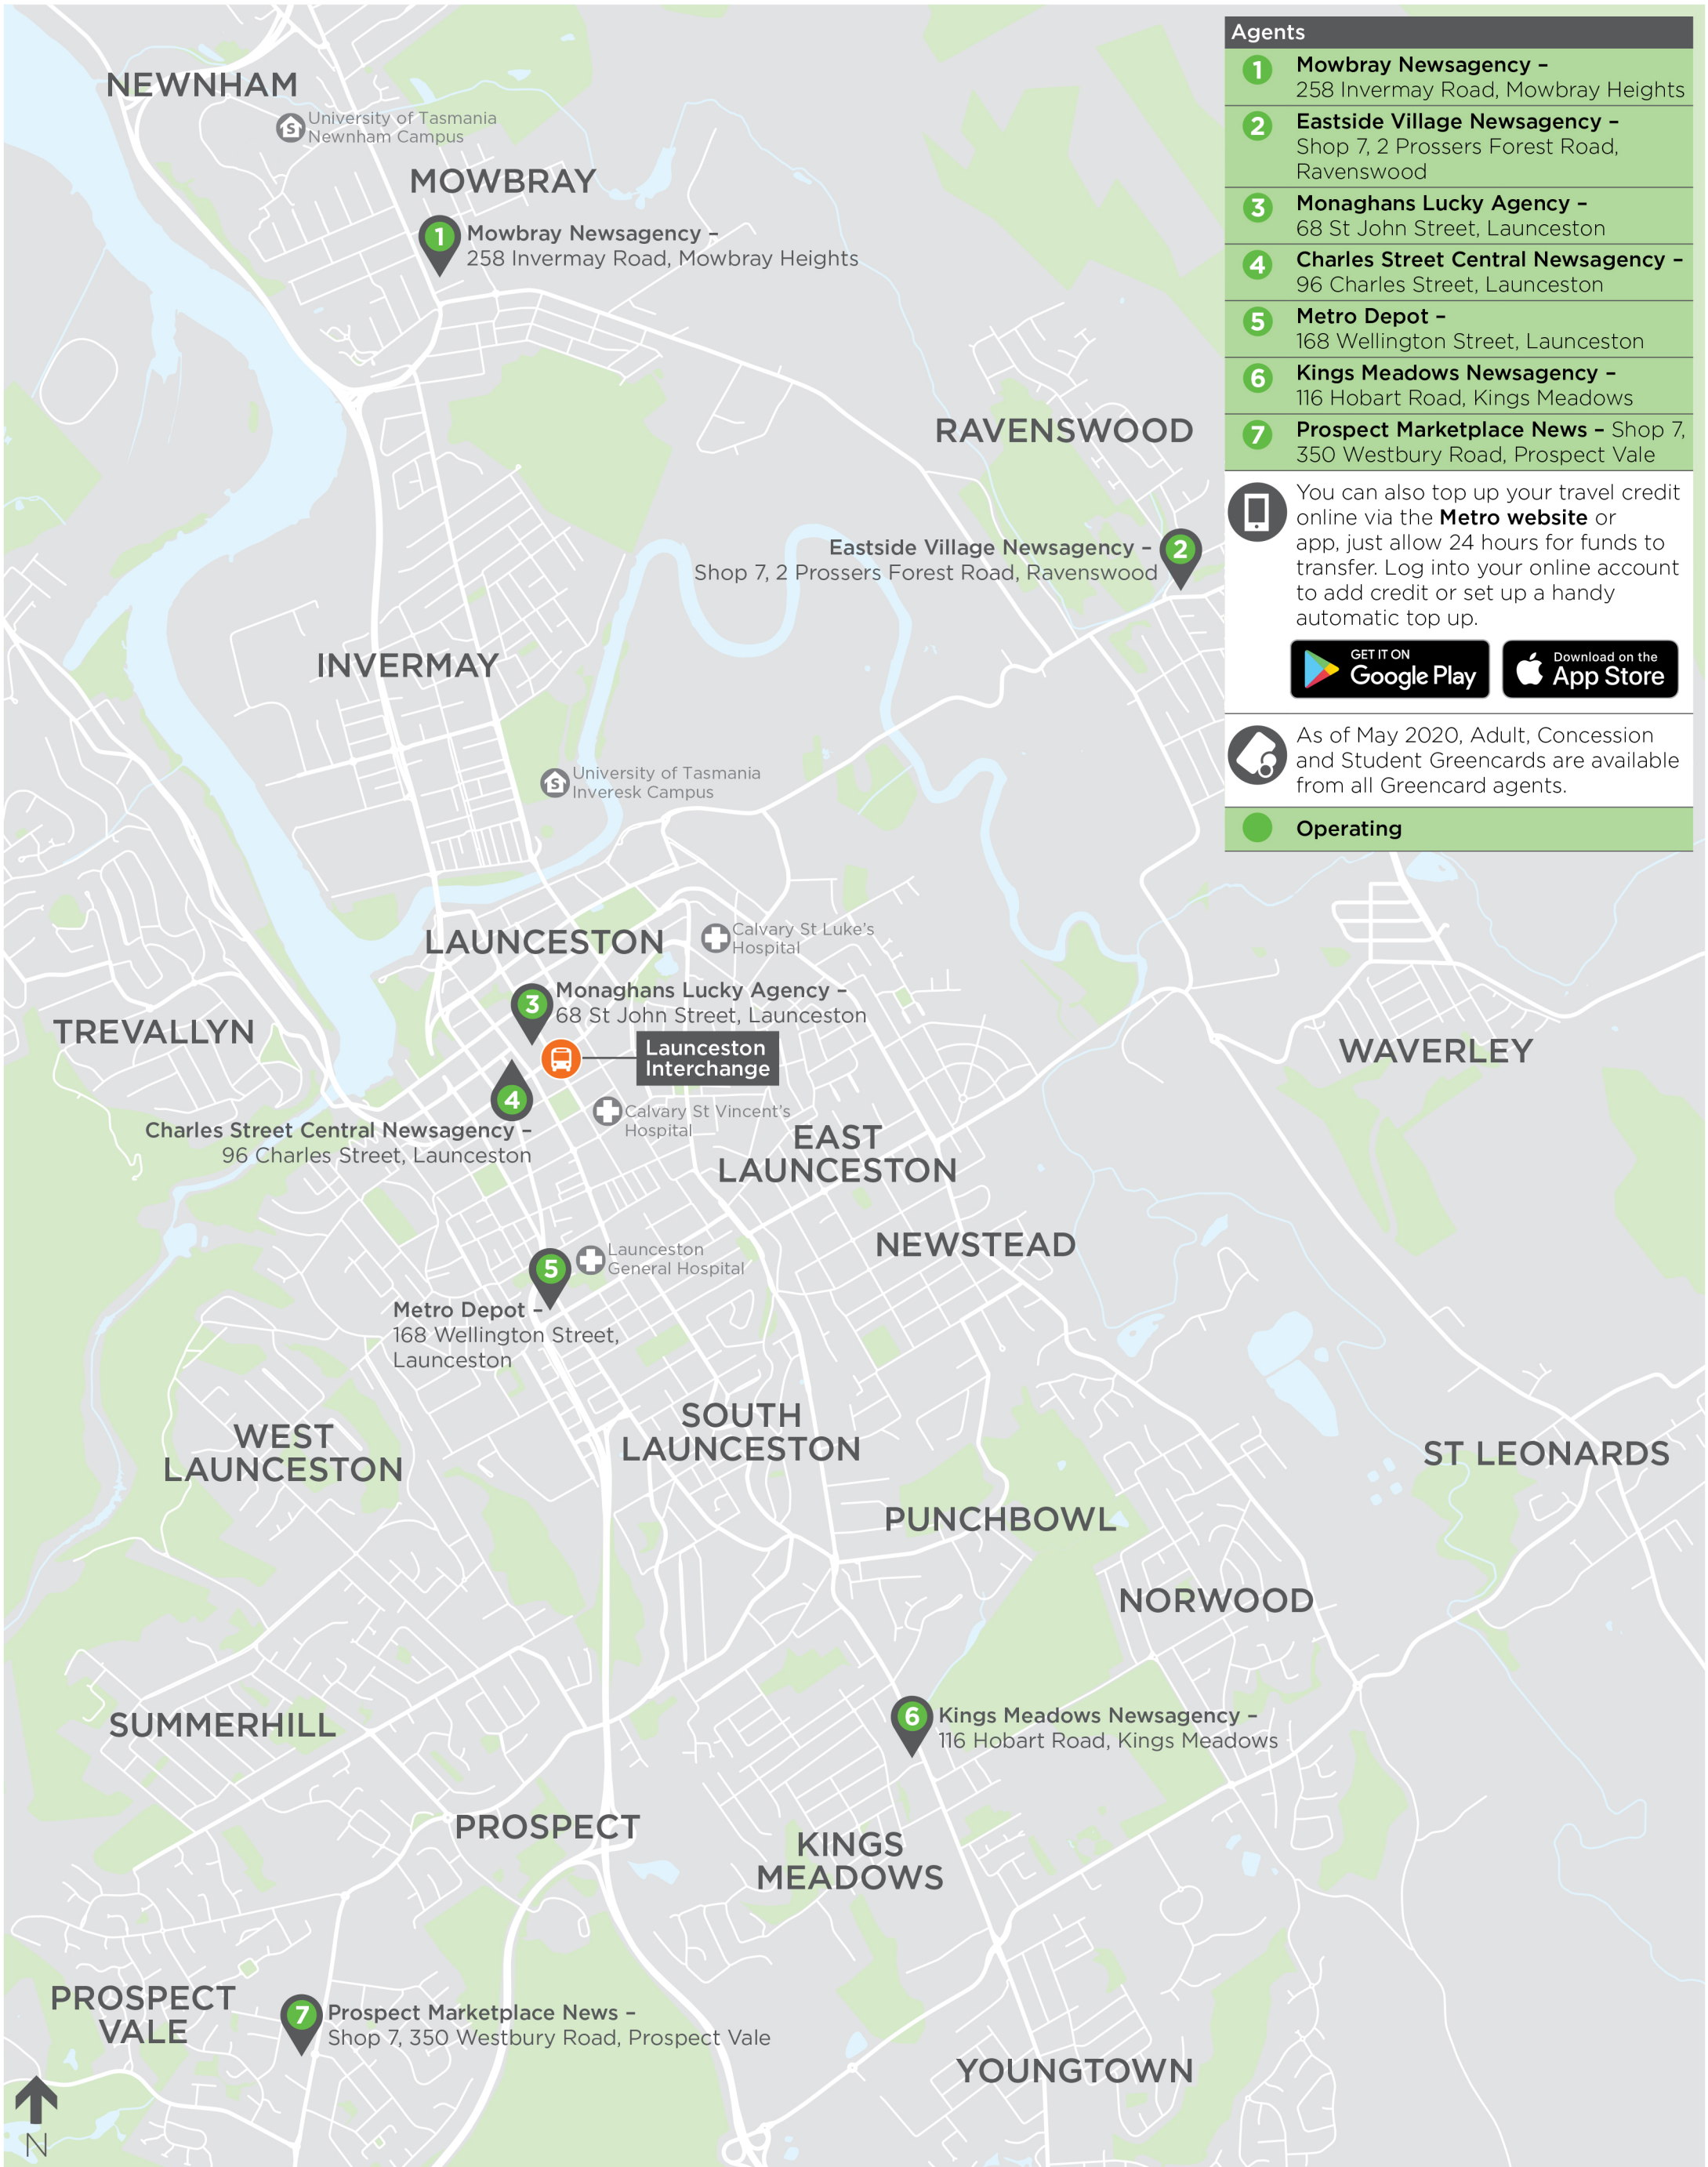 NEWNHAM
University of Tasmania
Newnham Campus
MOWBRAY
1
Mowbray Newsagency –
258 Invermay Road, Mowbray Heights
RAVENSWOOD
Eastside Village Newsagency –
Shop 7, 2 Prossers Forest Road, Ravenswood
2
INVERMAY
University of Tasmania
Inveresk Campus
LAUNCESTON
Calvary St Luke's
Hospital
3
Monaghans Lucky Agency –
68 St John Street, Launceston
TREVALLYN
Launceston
Interchange
WAVERLEY
4
Charles Street Central Newsagency –
96 Charles Street, Launceston
Calvary St Vincent's
Hospital
EAST
LAUNCESTON
NEWSTEAD
5
Launceston
General Hospital
Metro Depot –
168 Wellington Street,
Launceston
WEST
LAUNCESTON
SOUTH
LAUNCESTON
ST LEONARDS
PUNCHBOWL
NORWOOD
SUMMERHILL
6
Kings Meadows Newsagency –
116 Hobart Road, Kings Meadows
PROSPECT
KINGS
MEADOWS
PROSPECT
VALE
7
Prospect Marketplace News –
Shop 7, 350 Westbury Road, Prospect Vale
YOUNGTOWN
N
Agents
1 Mowbray Newsagency –
258 Invermay Road, Mowbray Heights
2 Eastside Village Newsagency –
Shop 7, 2 Prossers Forest Road,
Ravenswood
3 Monaghans Lucky Agency –
68 St John Street, Launceston
4 Charles Street Central Newsagency –
96 Charles Street, Launceston
5 Metro Depot –
168 Wellington Street, Launceston
6 Kings Meadows Newsagency –
116 Hobart Road, Kings Meadows
7 Prospect Marketplace News – Shop 7,
350 Westbury Road, Prospect Vale
You can also top up your travel credit
online via the Metro website or
app, just allow 24 hours for funds to
transfer. Log into your online account
to add credit or set up a handy
automatic top up.
GET IT ON
Google Play
Download on the
App Store
As of May 2020, Adult, Concession
and Student Greencards are available
from all Greencard agents.
Operating